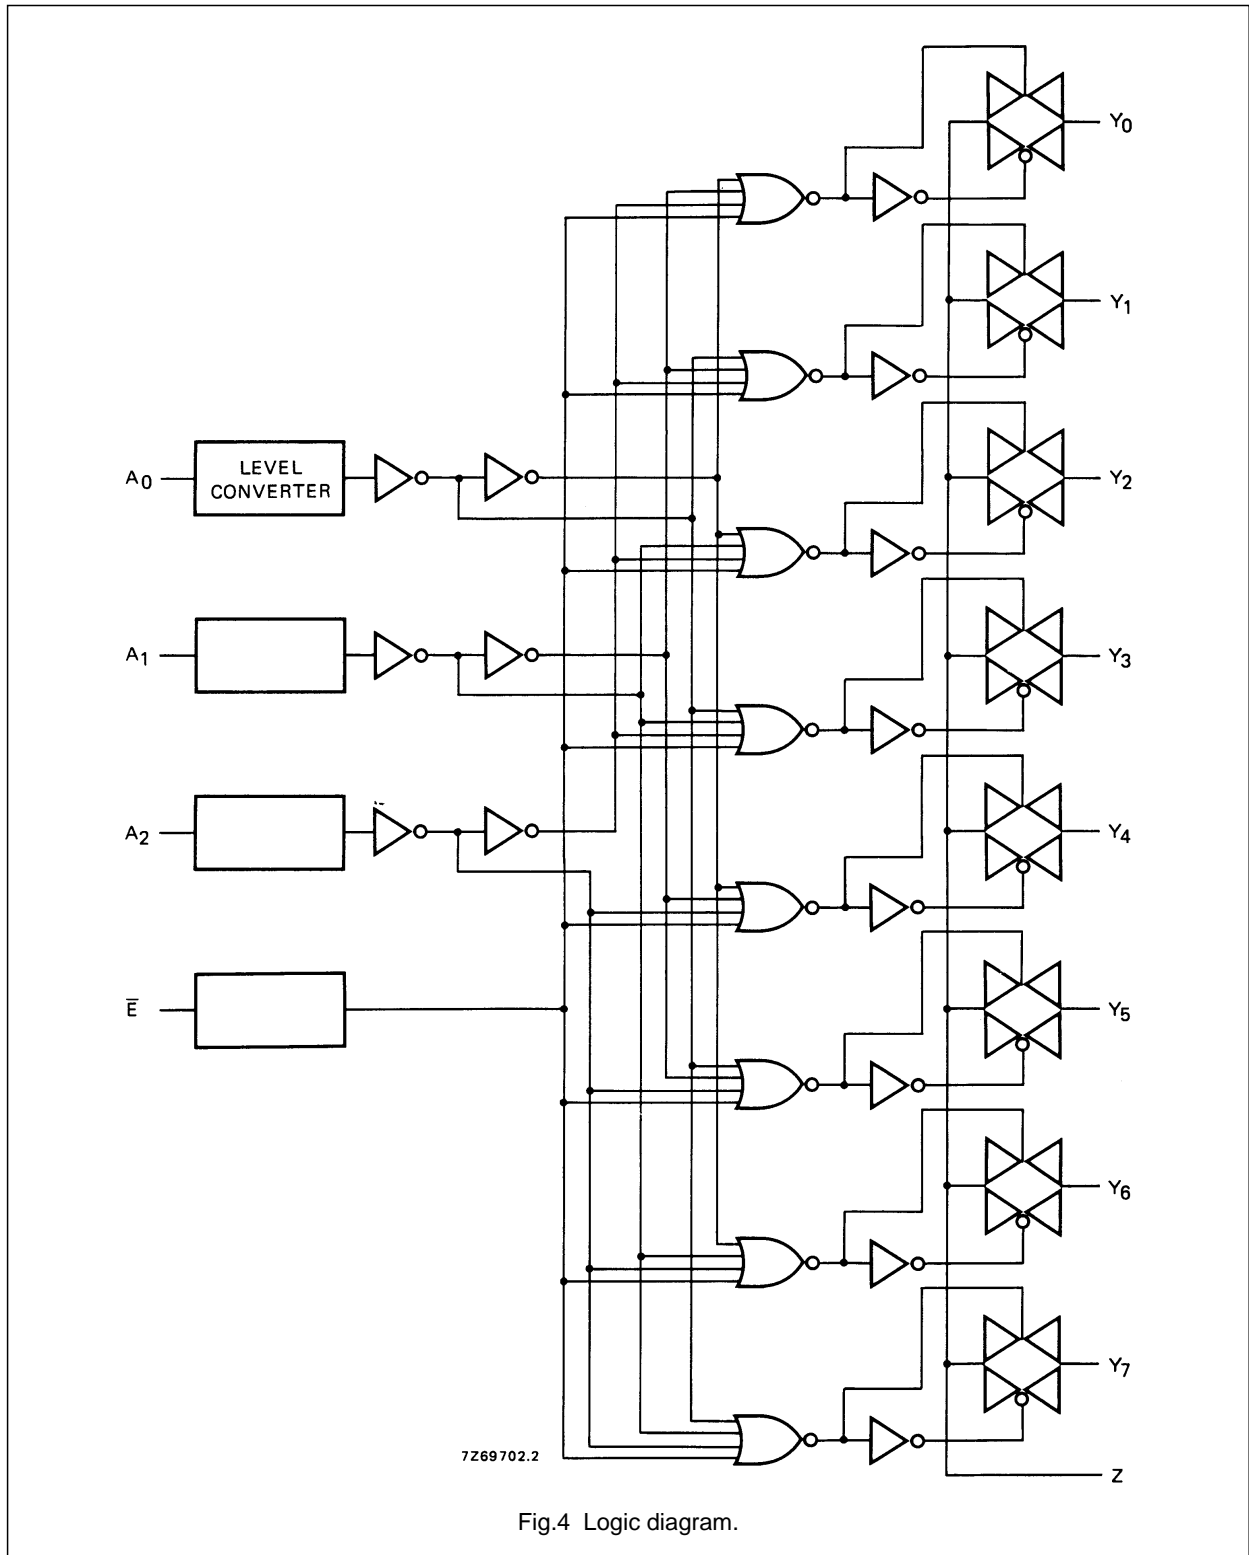 Y0
Y1
A0
LEVEL
CONVERTER
Y2
A1
Y3
A2
Y4
E̅
Y5
Y6
Y7
7Z69702.2
Z
Fig.4 Logic diagram.